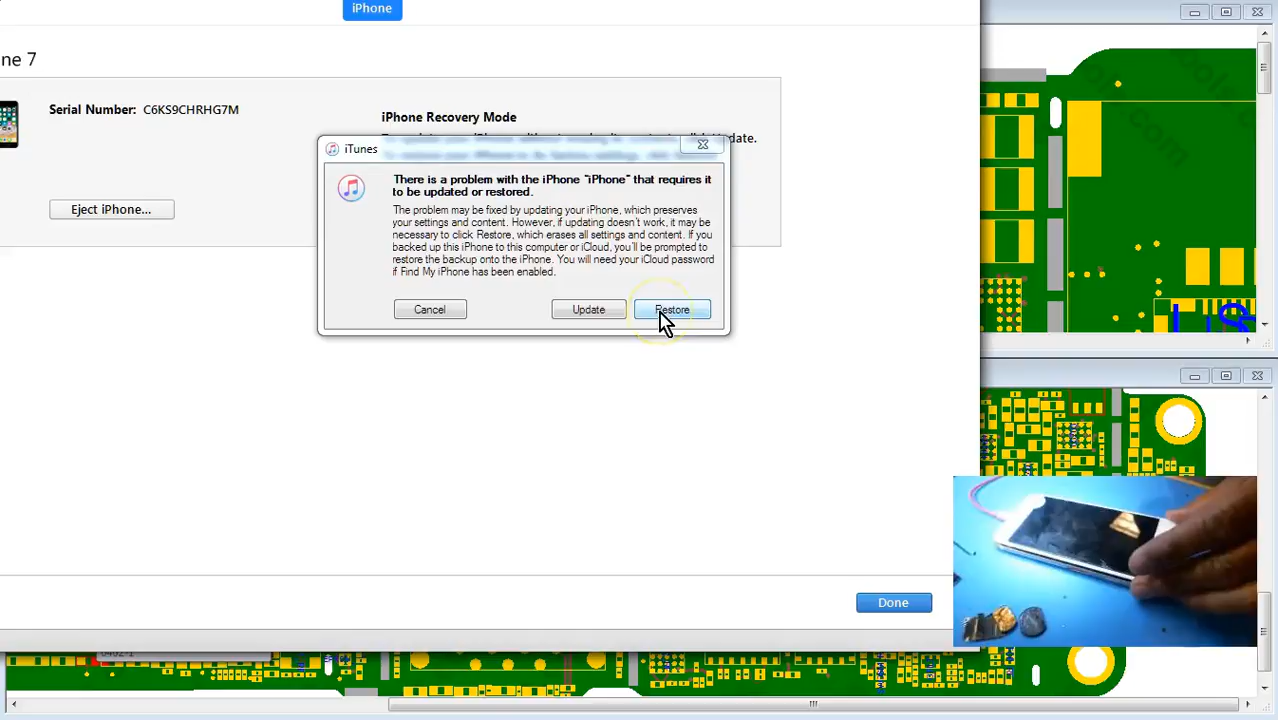 iPhone
ne 7
Serial Number: C6KS9CHRHG7M
iPhone Recovery Mode
date.
iTunes
There is a problem with the iPhone "iPhone" that requires it
to be updated or restored.
The problem may be fixed by updating your iPhone, which preserves
your settings and content. However, if updating doesn't work, it may be
necessary to click Restore, which erases all settings and content. If you
backed up this iPhone to this computer or iCloud, you'll be prompted to
restore the backup onto the iPhone. You will need your iCloud password
if Find My iPhone has been enabled.
Eject iPhone...
Cancel
Update
Restore
Done